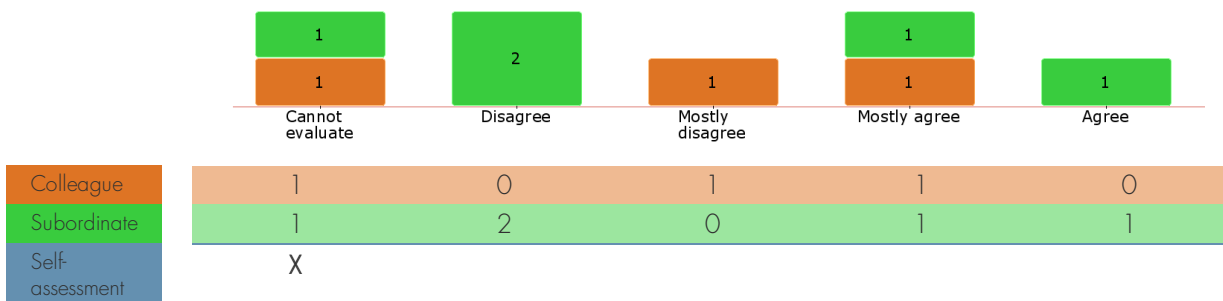 1 1
2 1 1
1 1
Cannot evaluate Disagree Mostly disagree Mostly agree Agree
Colleague 1 0 1 1 0
Subordinate 1 2 0 1 1
Self-assessment X